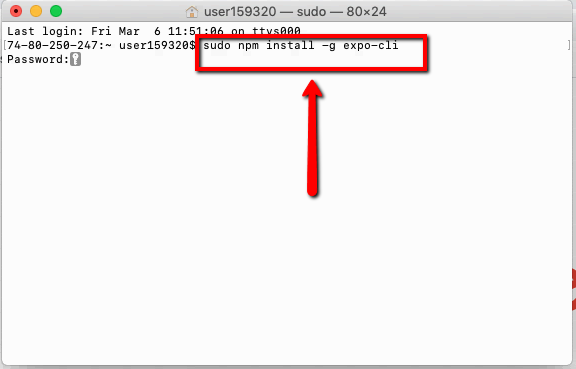 user159320 — sudo — 80×24
Last login: Fri Mar  6 11:51:06 on ttys000
[74-80-250-247:~ user159320$ sudo npm install -g expo-cli ]
Password: